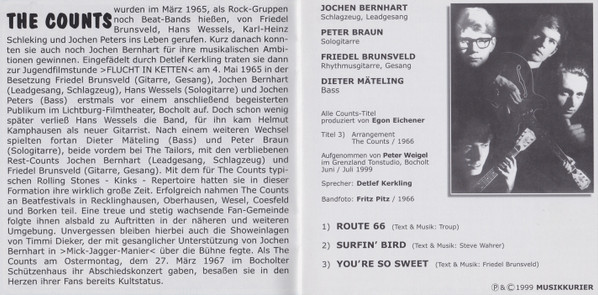 THE COUNTS wurden im März 1965, als Rock-Gruppen
noch Beat-Bands hießen, von Friedel
Brunsveld, Hans Wessels, Karl-Heinz
Schleking und Jochen Peters ins Leben gerufen. Kurz danach konn-
ten sie auch noch Jochen Bernhart für ihre musikalischen Ambi-
tionen gewinnen. Eingefädelt durch Detlef Kerkling traten sie dann
zur Jugendfilmstunde >FLUCHT IN KETTEN< am 4. Mai 1965 in der
Besetzung Friedel Brunsveld (Gitarre, Gesang), Jochen Bernhart
(Leadgesang, Schlagzeug), Hans Wessels (Sologitarre) und Jochen
Peters (Bass) erstmals vor einem anschließend begeisterten
Publikum im Lichtburg-Filmtheater, Bocholt auf. Doch schon wenig
später verließ Hans Wessels die Band, für ihn kam Helmut
Kamphausen als neuer Gitarrist. Nach einem weiteren Wechsel
spielten fortan Dieter Mäteling (Bass) und Peter Braun
(Sologitarre), beide vordem bei The Tailors, mit den verbliebenen
Rest-Counts Jochen Bernhart (Leadgesang, Schlagzeug) und
Friedel Brunsveld (Gitarre, Gesang). Mit dem für The Counts typi-
schen Rolling Stones - Kinks - Repertoire hatten sie in dieser
Formation ihre wirklich große Zeit. Erfolgreich nahmen The Counts
an Beatfestivals in Recklinghausen, Oberhausen, Wesel, Coesfeld
und Borken teil. Eine treue und stetig wachsende Fan-Gemeinde
folgte ihnen alsbald zu Auftritten in der näheren und weiteren
Umgebung. Unvergessen bleiben hierbei auch die Showeinlagen
von Timmi Dieker, der mit gesanglicher Unterstützung von Jochen
Bernhart in >Mick-Jagger-Manier< über die Bühne fegte. Als The
Counts am Ostermontag, dem 27. März 1967 im Bocholter
Schützenhaus ihr Abschiedskonzert gaben, besaßen sie in den
Herzen ihrer Fans bereits Kultstatus.
JOCHEN BERNHART
Schlagzeug, Leadgesang
PETER BRAUN
Sologitarre
FRIEDEL BRUNSVELD
Rhythmusgitarre, Gesang
DIETER MÄTELING
Bass
Alle Counts-Titel
produziert von Egon Eichener
Titel 3) Arrangement
The Counts / 1966
Aufgenommen von Peter Weigel
im Grenzland Tonstudio, Bocholt
Juni / Juli 1999
Sprecher: Detlef Kerkling
Bandfoto: Fritz Pitz / 1966
1) ROUTE 66 (Text & Musik: Troup)
2) SURFIN' BIRD (Text & Musik: Steve Wahrer)
3) YOU'RE SO SWEET (Text & Musik: Friedel Brunsveld)
℗ & © 1999 MUSIKKURIER